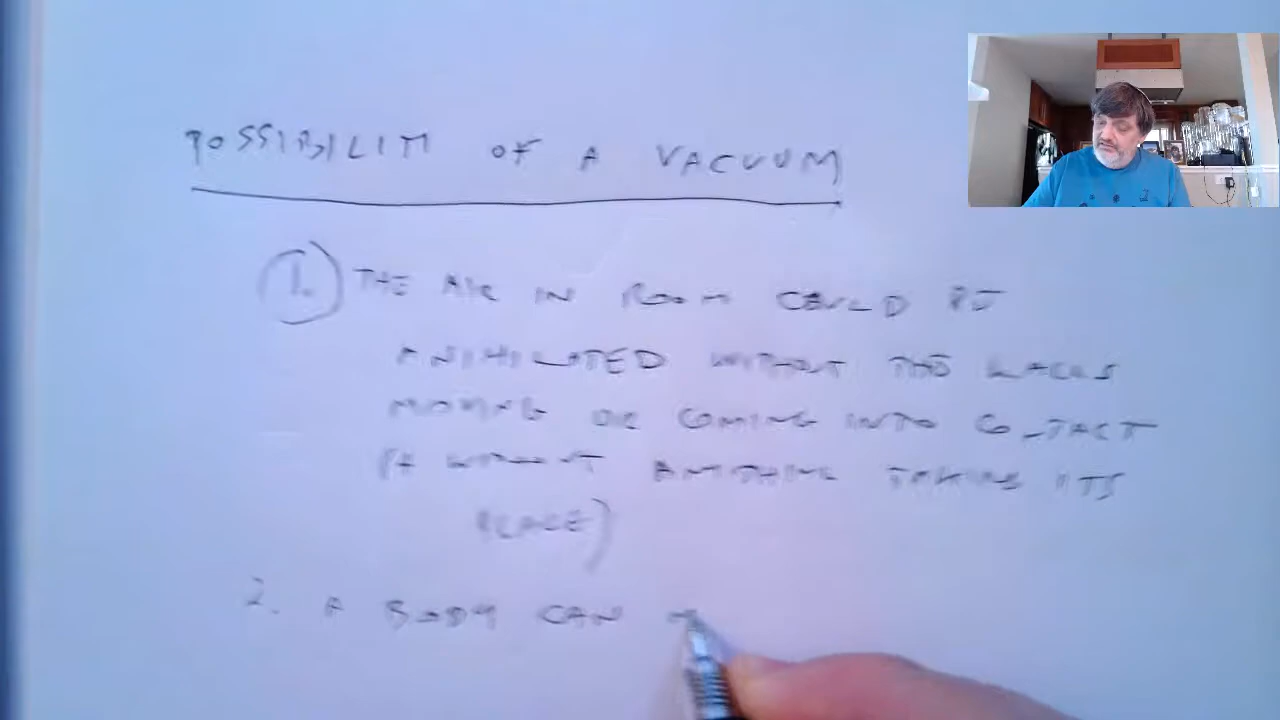 POSSIBILITY OF A VACUUM
1. THE AIR IN ROOM COULD BE
ANIHILATED WITHOUT THE WALLS
MOVING OR COMING INTO CONTACT
(+ WITHOUT ANYTHING TAKING ITS
PLACE)
2. A BODY CAN